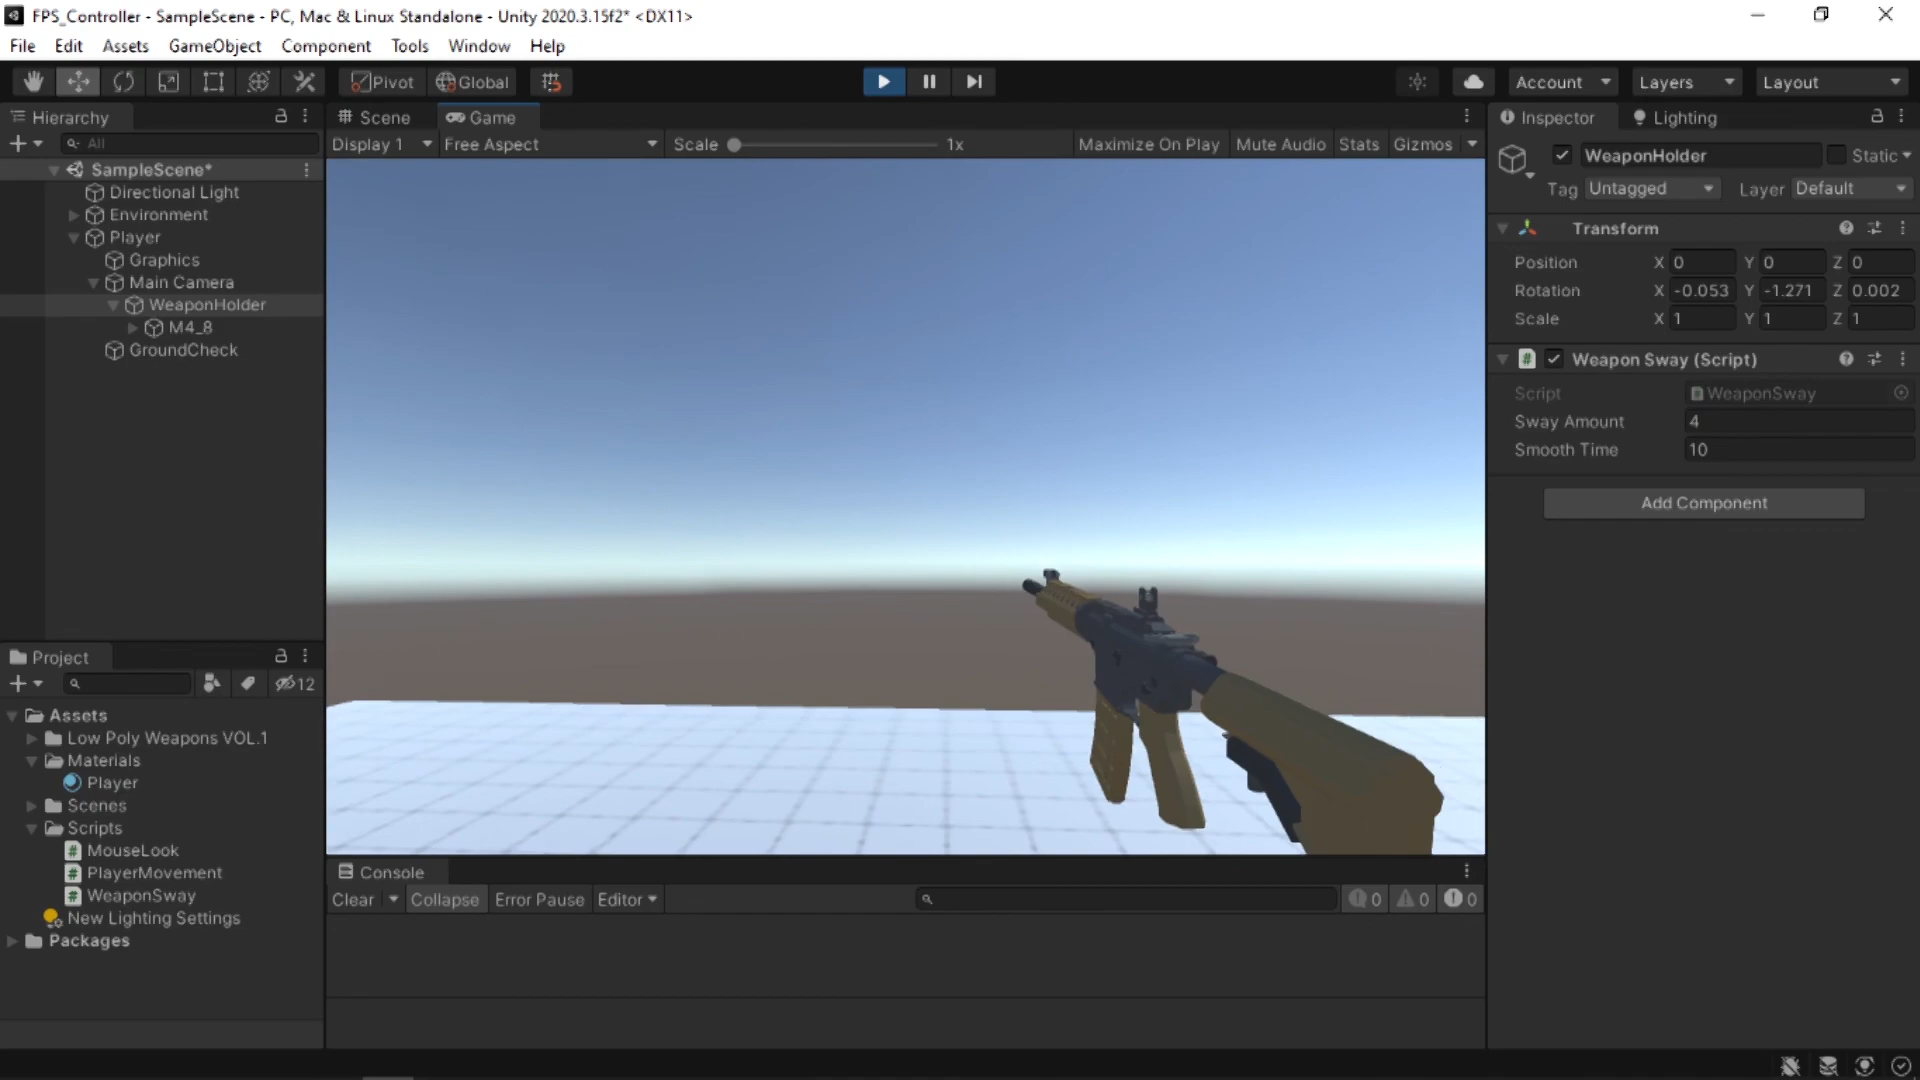 FPS_Controller - SampleScene - PC, Mac & Linux Standalone - Unity 2020.3.15f2* <DX11>
File Edit Assets GameObject Component Tools Window Help
Pivot Global Account Layers Layout
Hierarchy
All
SampleScene*
Directional Light
Environment
Player
Graphics
Main Camera
WeaponHolder
M4_8
GroundCheck
Scene Game
Display 1 Free Aspect Scale 1x Maximize On Play Mute Audio Stats Gizmos
Inspector Lighting
WeaponHolder Static
Tag Untagged Layer Default
Transform
Position X 0 Y 0 Z 0
Rotation X -0.053 Y -1.271 Z 0.002
Scale X 1 Y 1 Z 1
Weapon Sway (Script)
Script WeaponSway
Sway Amount 4
Smooth Time 10
Add Component
Project
12
Assets
Low Poly Weapons VOL.1
Materials
Player
Scenes
Scripts
MouseLook
PlayerMovement
WeaponSway
New Lighting Settings
Packages
Console
Clear Collapse Error Pause Editor 0 0 0